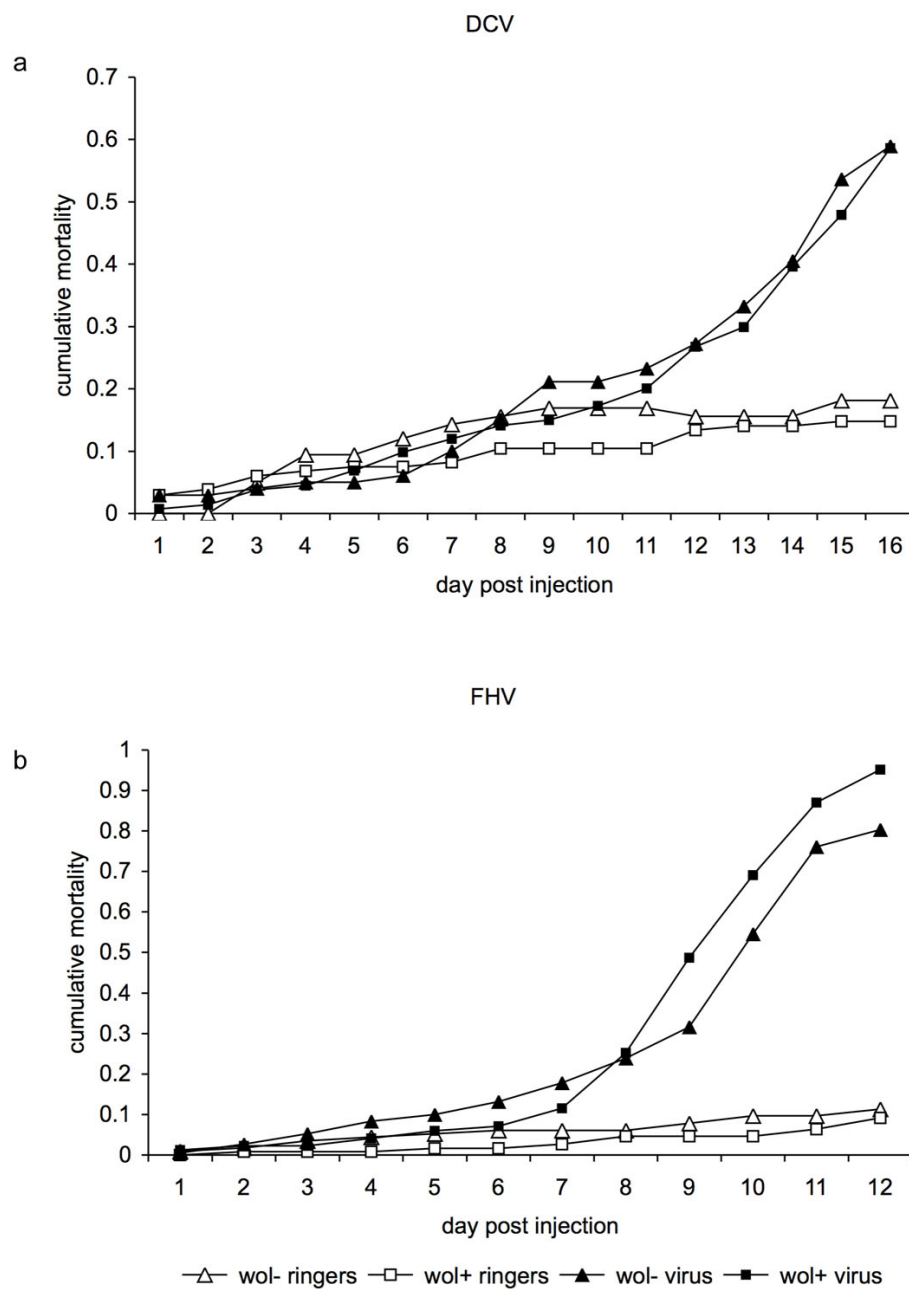 DCV
a
0.7
0.6
0.5
0.4
0.3
0.2
0.1
0
cumulative mortality
1 2 3 4 5 6 7 8 9 10 11 12 13 14 15 16
day post injection
FHV
b
1
0.9
0.8
0.7
0.6
0.5
0.4
0.3
0.2
0.1
0
cumulative mortality
1 2 3 4 5 6 7 8 9 10 11 12
day post injection
wol- ringers wol+ ringers wol- virus wol+ virus